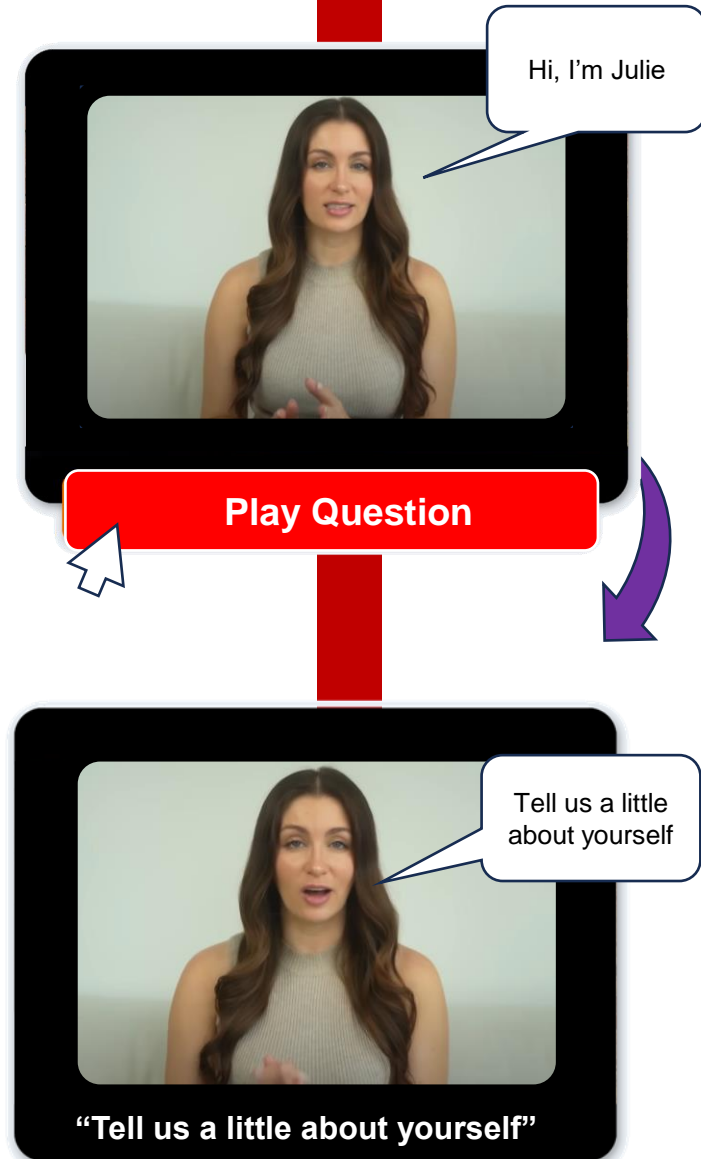 Hi, I’m Julie
Play Question
Tell us a little
about yourself
“Tell us a little about yourself”